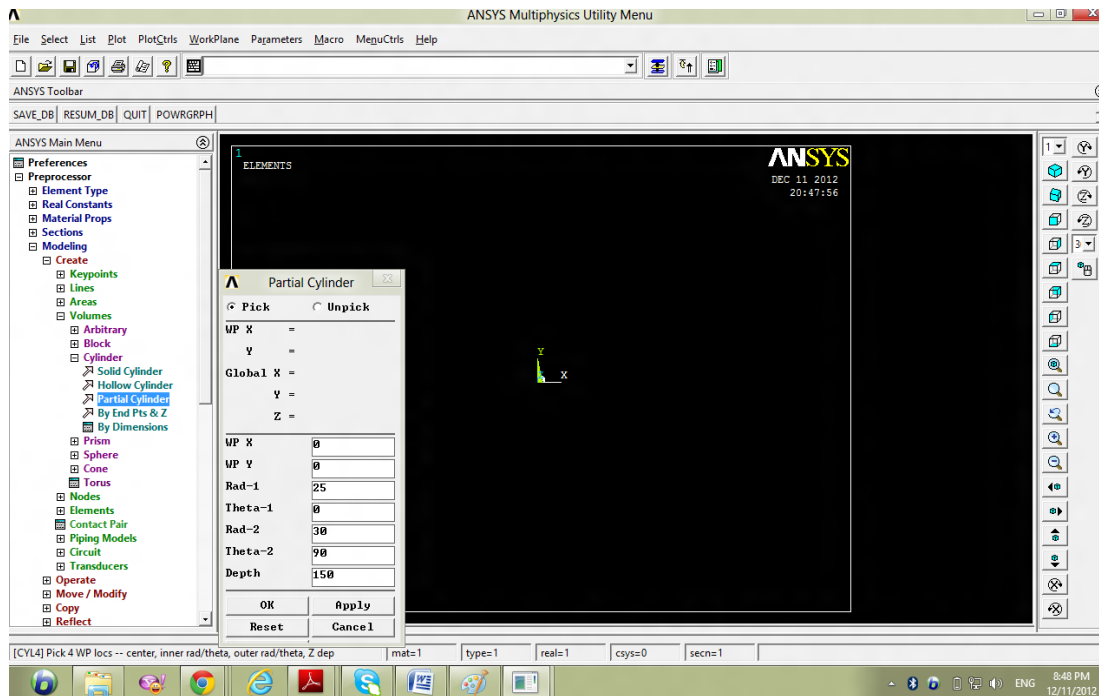 ANSYS Multiphysics Utility Menu
File Select List Plot PlotCtrls WorkPlane Parameters Macro MenuCtrls Help
ANSYS Toolbar
SAVE_DB RESUM_DB QUIT POWRGRPH
ANSYS Main Menu
Preferences
Preprocessor
Element Type
Real Constants
Material Props
Sections
Modeling
Create
Keypoints
Lines
Areas
Volumes
Arbitrary
Block
Cylinder
Solid Cylinder
Hollow Cylinder
Partial Cylinder
By End Pts & Z
By Dimensions
Prism
Sphere
Cone
Torus
Nodes
Elements
Contact Pair
Piping Models
Circuit
Transducers
Operate
Move / Modify
Copy
Reflect
1
ELEMENTS
ANSYS
DEC 11 2012
20:47:56
Y
X
Partial Cylinder
Pick Unpick
WP X =
Y =
Global X =
Y =
Z =
WP X 0
WP Y 0
Rad-1 25
Theta-1 0
Rad-2 30
Theta-2 90
Depth 150
OK Apply
Reset Cancel
1
3
[CYL4] Pick 4 WP locs -- center, inner rad/theta, outer rad/theta, Z dep mat=1 type=1 real=1 csys=0 secn=1
ENG
8:48 PM
12/11/2012